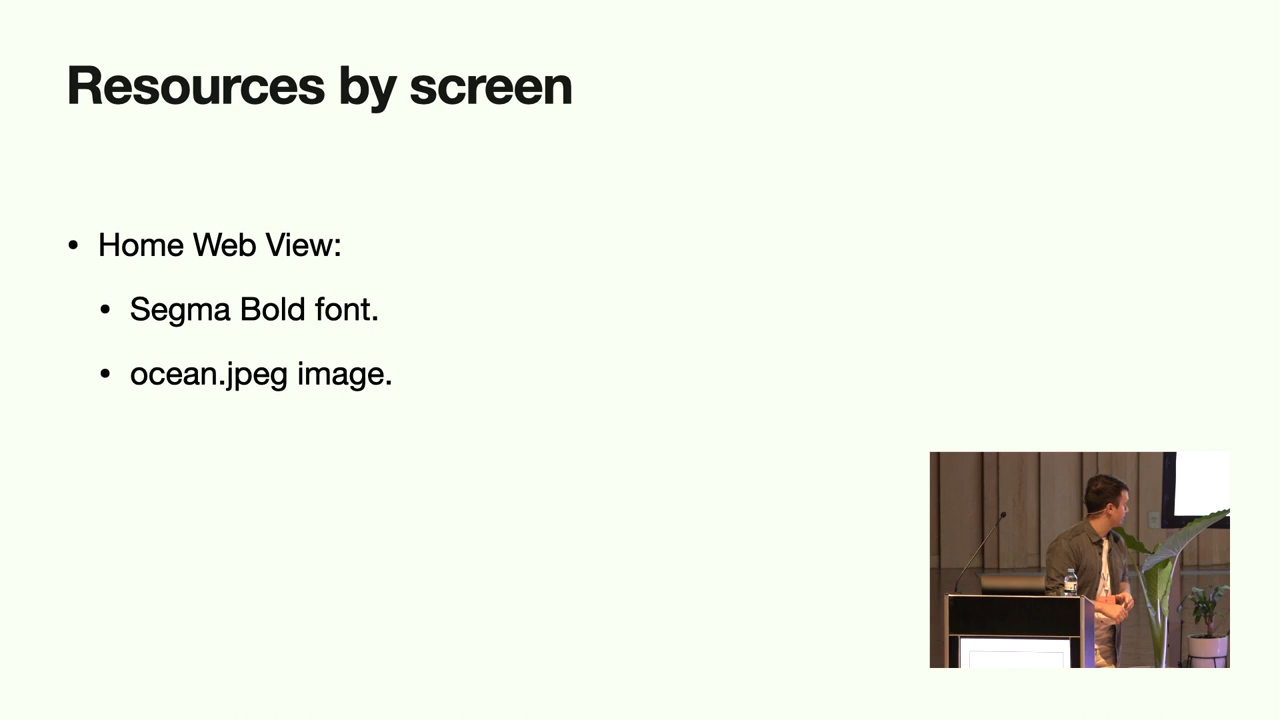 Resources by screen
• Home Web View:
• Segma Bold font.
• ocean.jpeg image.